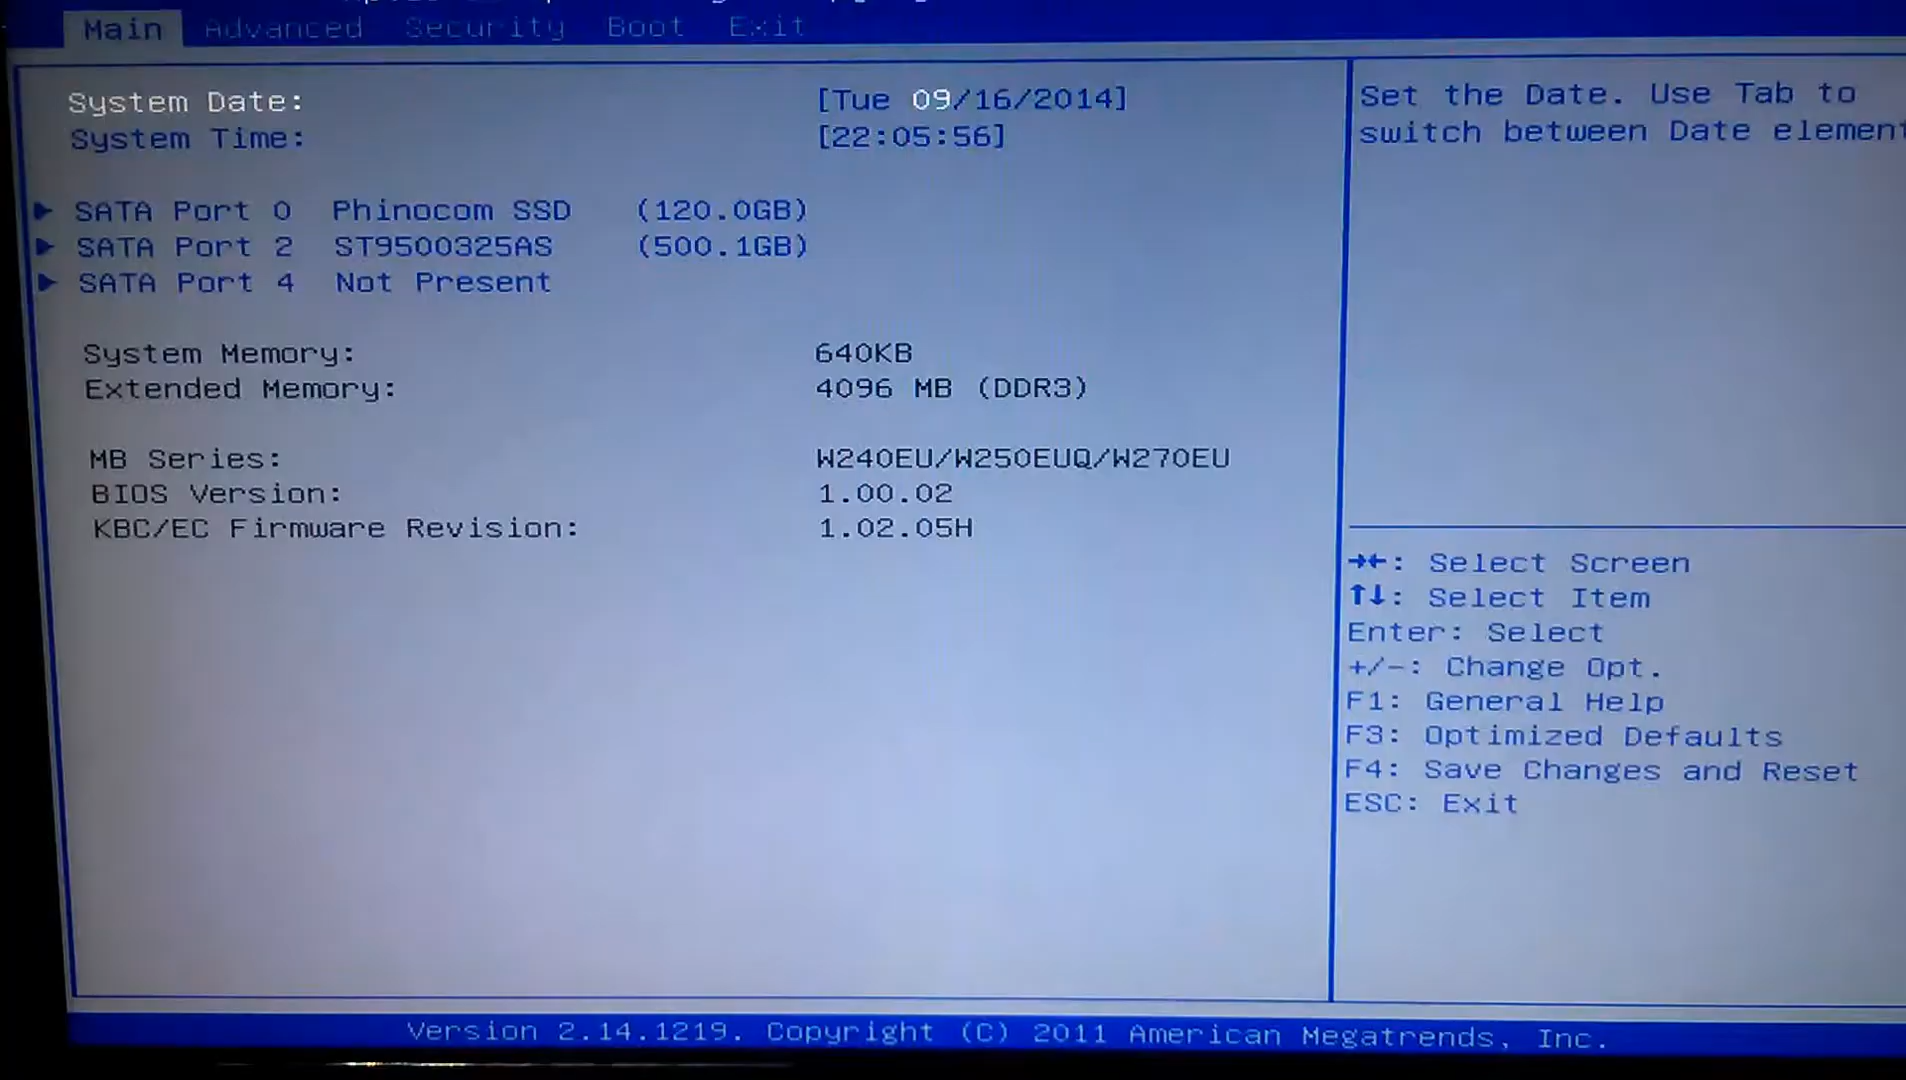 Main Advanced Security Boot Exit
System Date: [Tue 09/16/2014]
System Time: [22:05:56]
SATA Port 0 Phinocom SSD (120.0GB)
SATA Port 2 ST9500325AS (500.1GB)
SATA Port 4 Not Present
System Memory: 640KB
Extended Memory: 4096 MB (DDR3)
MB Series: W240EU/W250EUQ/W270EU
BIOS Version: 1.00.02
KBC/EC Firmware Revision: 1.02.05H
Set the Date. Use Tab to
switch between Date element
→←: Select Screen
↑↓: Select Item
Enter: Select
+/-: Change Opt.
F1: General Help
F3: Optimized Defaults
F4: Save Changes and Reset
ESC: Exit
Version 2.14.1219. Copyright (C) 2011 American Megatrends, Inc.